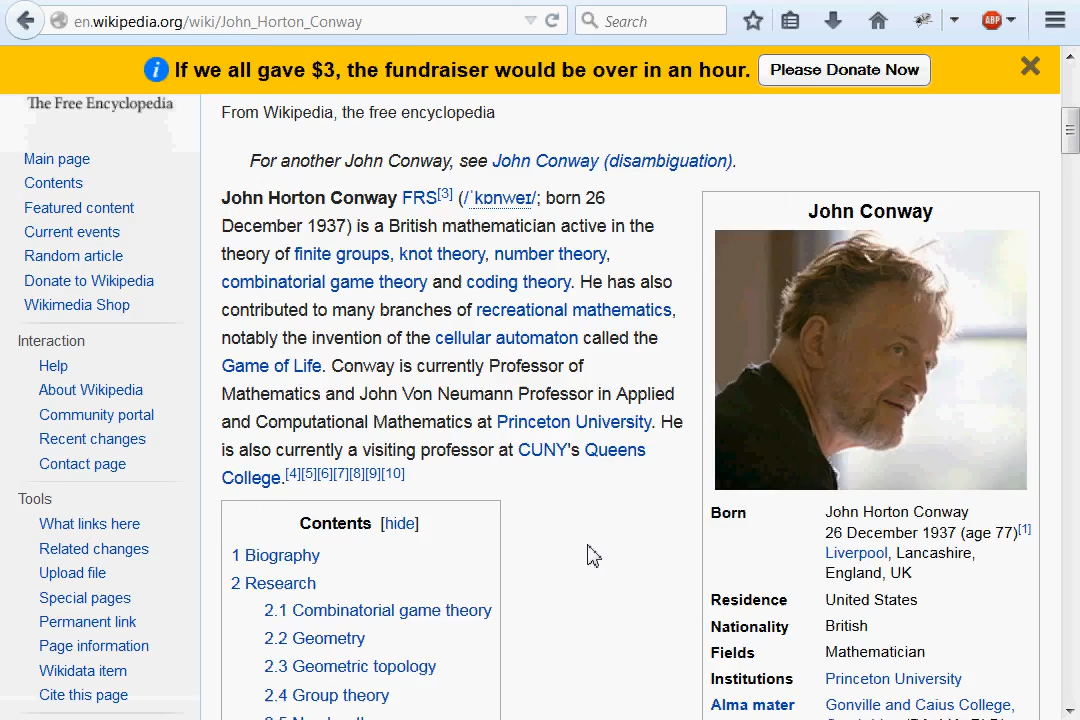 en.wikipedia.org/wiki/John_Horton_Conway
Search
ABP
If we all gave $3, the fundraiser would be over in an hour.
Please Donate Now
The Free Encyclopedia
Main page
Contents
Featured content
Current events
Random article
Donate to Wikipedia
Wikimedia Shop
Interaction
Help
About Wikipedia
Community portal
Recent changes
Contact page
Tools
What links here
Related changes
Upload file
Special pages
Permanent link
Page information
Wikidata item
Cite this page
From Wikipedia, the free encyclopedia
For another John Conway, see John Conway (disambiguation).
John Horton Conway FRS[3] (/ˈkɒnweɪ/; born 26
December 1937) is a British mathematician active in the
theory of finite groups, knot theory, number theory,
combinatorial game theory and coding theory. He has also
contributed to many branches of recreational mathematics,
notably the invention of the cellular automaton called the
Game of Life. Conway is currently Professor of
Mathematics and John Von Neumann Professor in Applied
and Computational Mathematics at Princeton University. He
is also currently a visiting professor at CUNY's Queens
College.[4][5][6][7][8][9][10]
Contents [hide]
1 Biography
2 Research
2.1 Combinatorial game theory
2.2 Geometry
2.3 Geometric topology
2.4 Group theory
John Conway
Born John Horton Conway
26 December 1937 (age 77)[1]
Liverpool, Lancashire,
England, UK
Residence United States
Nationality British
Fields Mathematician
Institutions Princeton University
Alma mater Gonville and Caius College,